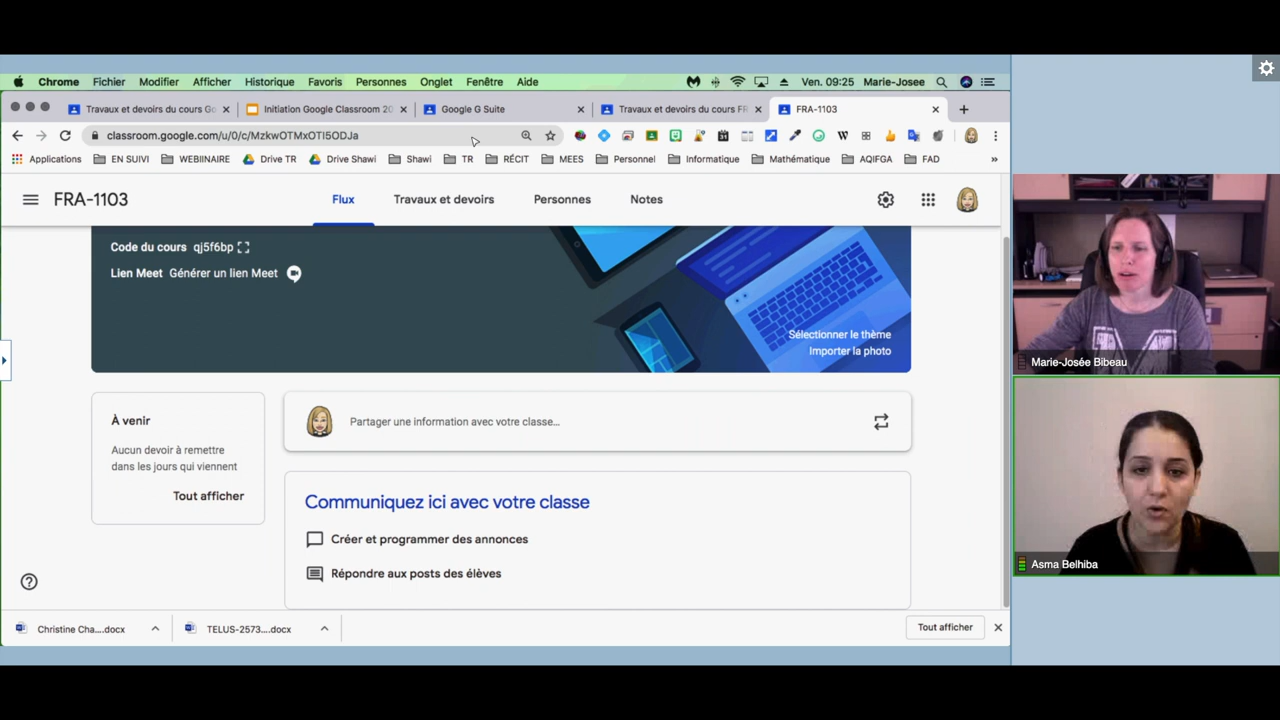 Chrome Fichier Modifier Afficher Historique Favoris Personnes Onglet Fenêtre Aide Ven. 09:25 Marie-Josee
Travaux et devoirs du cours Go Initiation Google Classroom 20 Google G Suite Travaux et devoirs du cours FR FRA-1103
classroom.google.com/u/0/c/MzkwOTMxOTI5ODJa
Applications EN SUIVI WEBIINAIRE Drive TR Drive Shawi Shawi TR RÉCIT MEES Personnel Informatique Mathématique AQIFGA FAD
FRA-1103 Flux Travaux et devoirs Personnes Notes
Code du cours qj5f6bp
Lien Meet Générer un lien Meet
Sélectionner le thème
Importer la photo
À venir
Aucun devoir à remettre
dans les jours qui viennent
Tout afficher
Partager une information avec votre classe...
Communiquez ici avec votre classe
Créer et programmer des annonces
Répondre aux posts des élèves
Christine Cha....docx TELUS-2573....docx Tout afficher
Marie-Josée Bibeau
Asma Belhiba